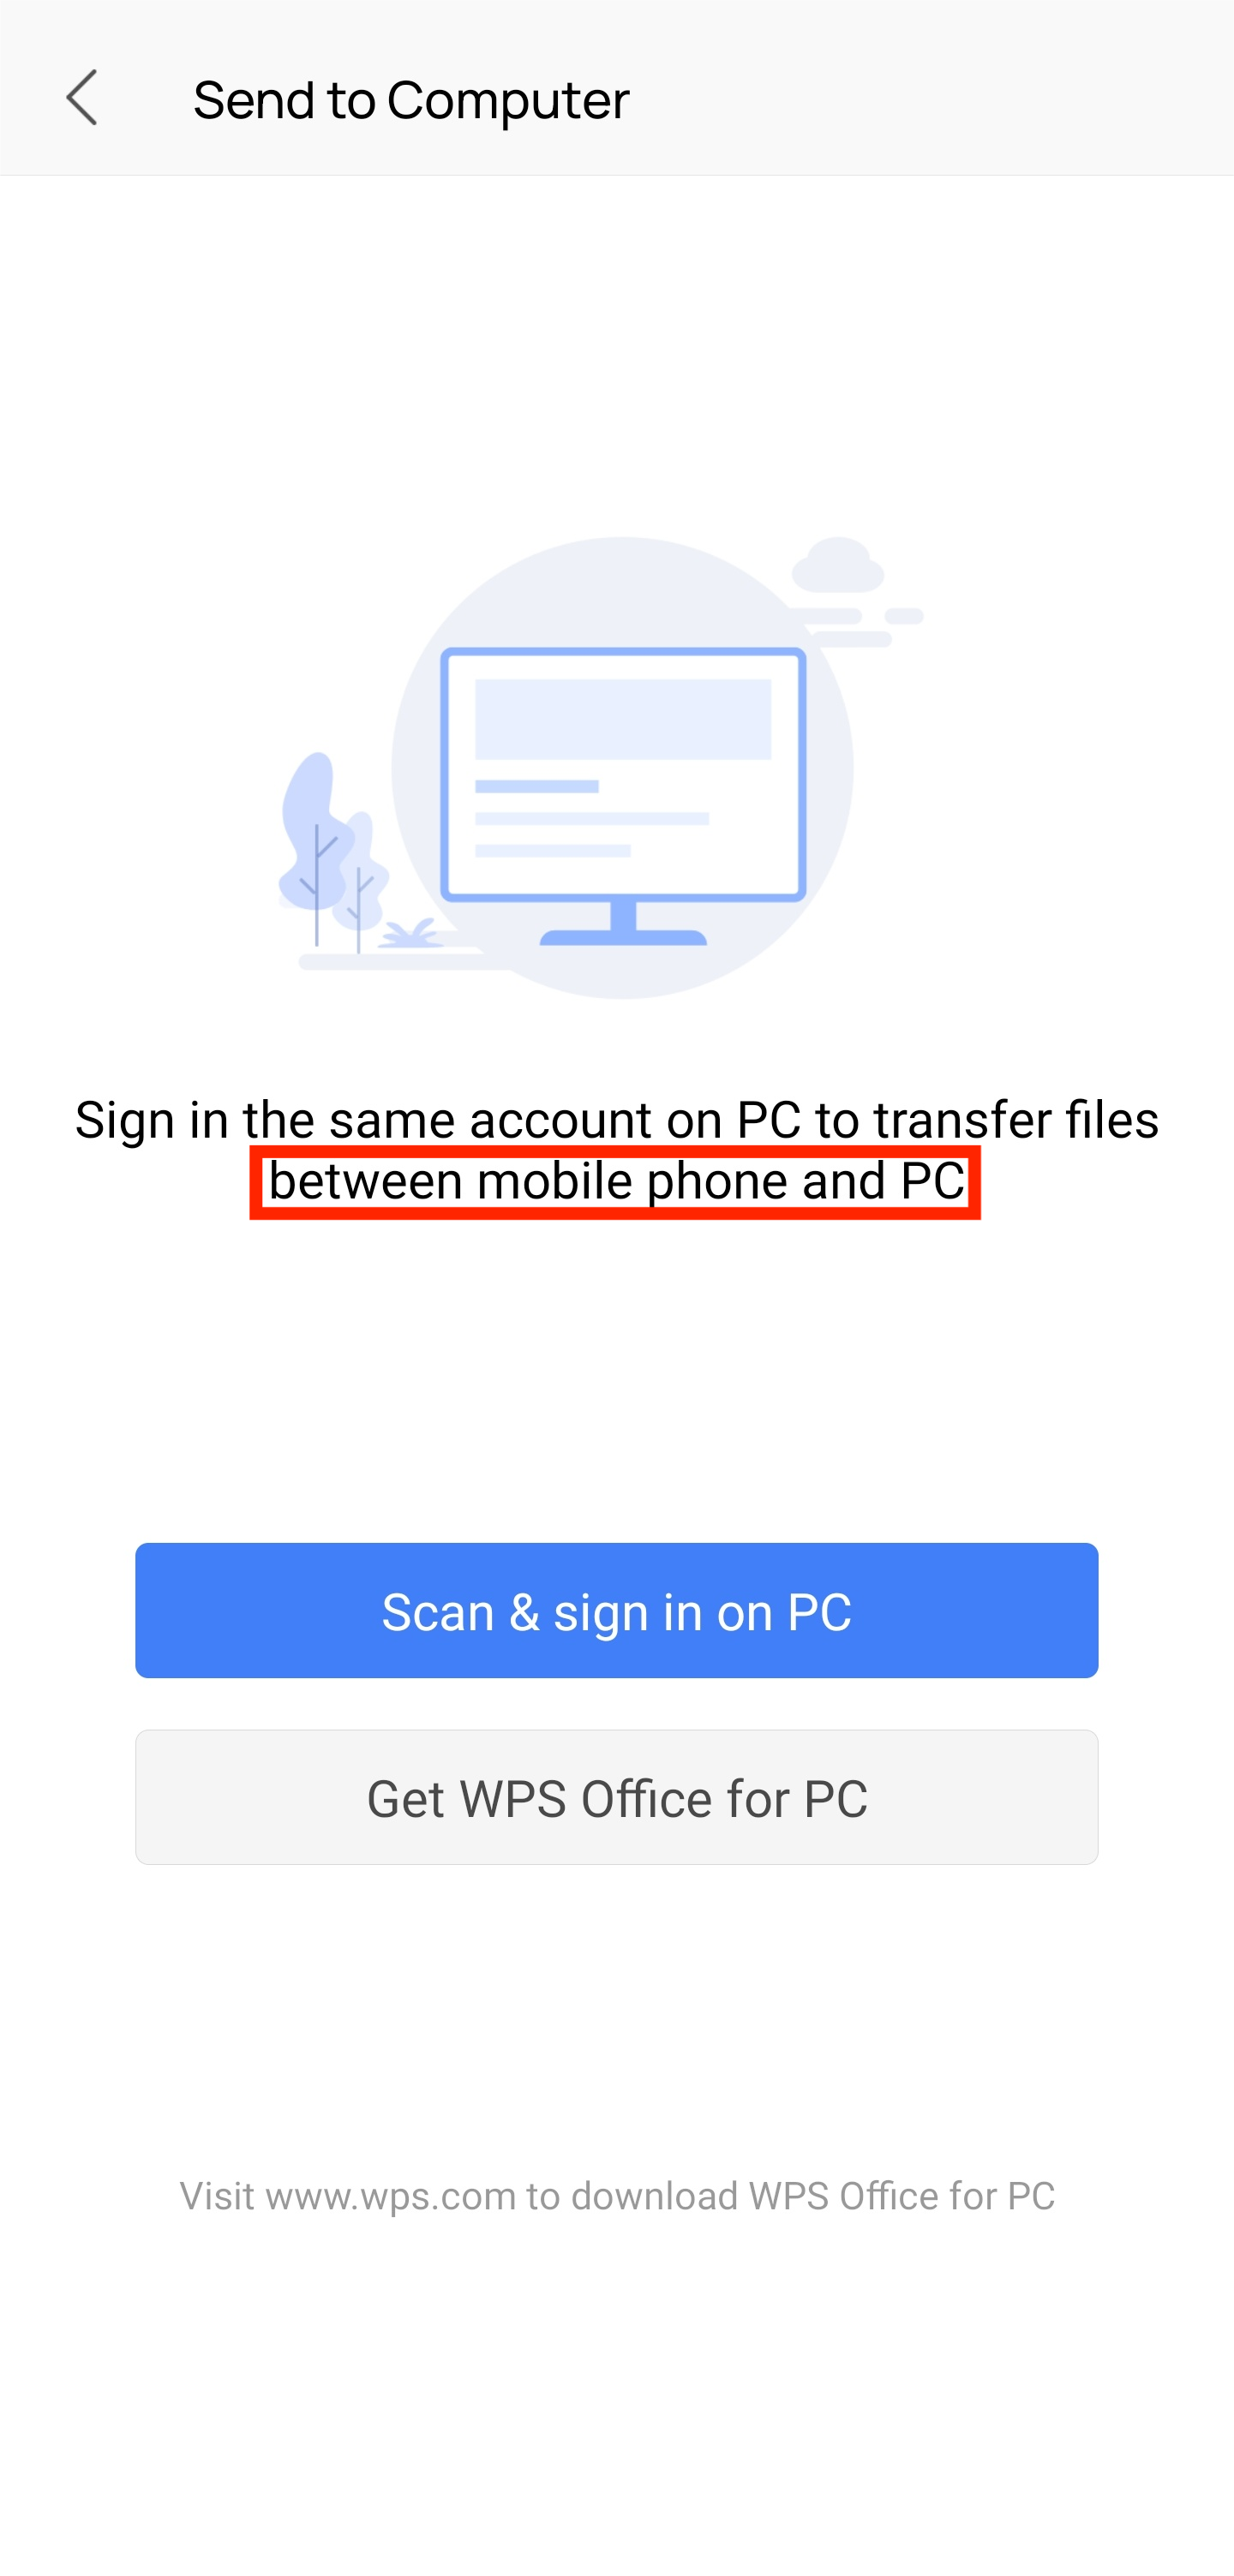 Send to Computer
Sign in the same account on PC to transfer files
between mobile phone and PC
Scan & sign in on PC
Get WPS Office for PC
Visit www.wps.com to download WPS Office for PC